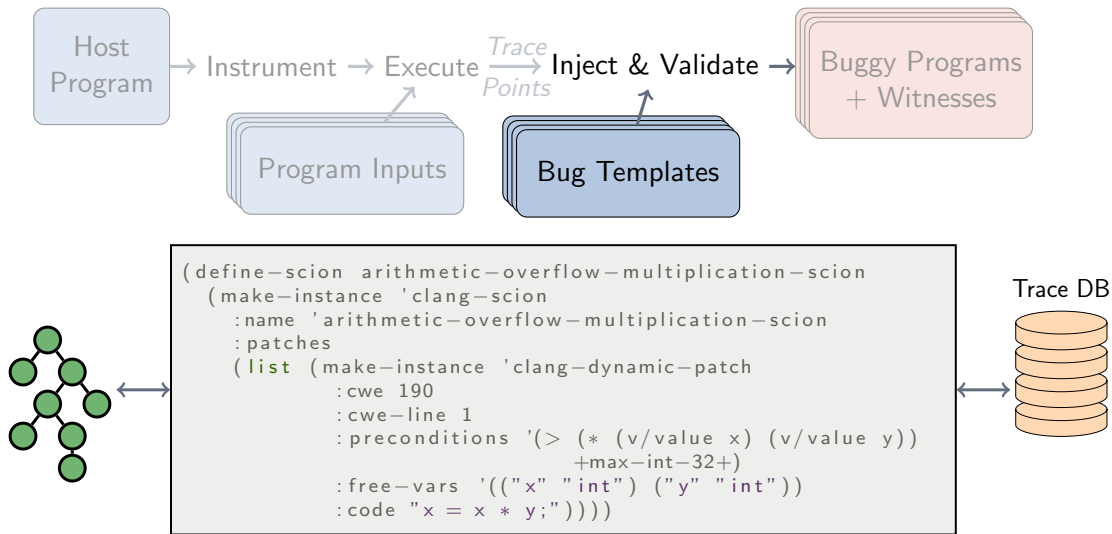 Host
Program
Instrument
Execute
Trace
Points
Inject & Validate
Buggy Programs
+ Witnesses
Program Inputs
Bug Templates
(define−scion arithmetic−overflow−multiplication−scion
(make−instance 'clang−scion
:name 'arithmetic−overflow−multiplication−scion
:patches
(list (make−instance 'clang−dynamic−patch
:cwe 190
:cwe−line 1
:preconditions '(> (* (v/value x) (v/value y))
+max−int−32+)
:free−vars '(("x" "int") ("y" "int"))
:code "x = x * y;"))))
Trace DB